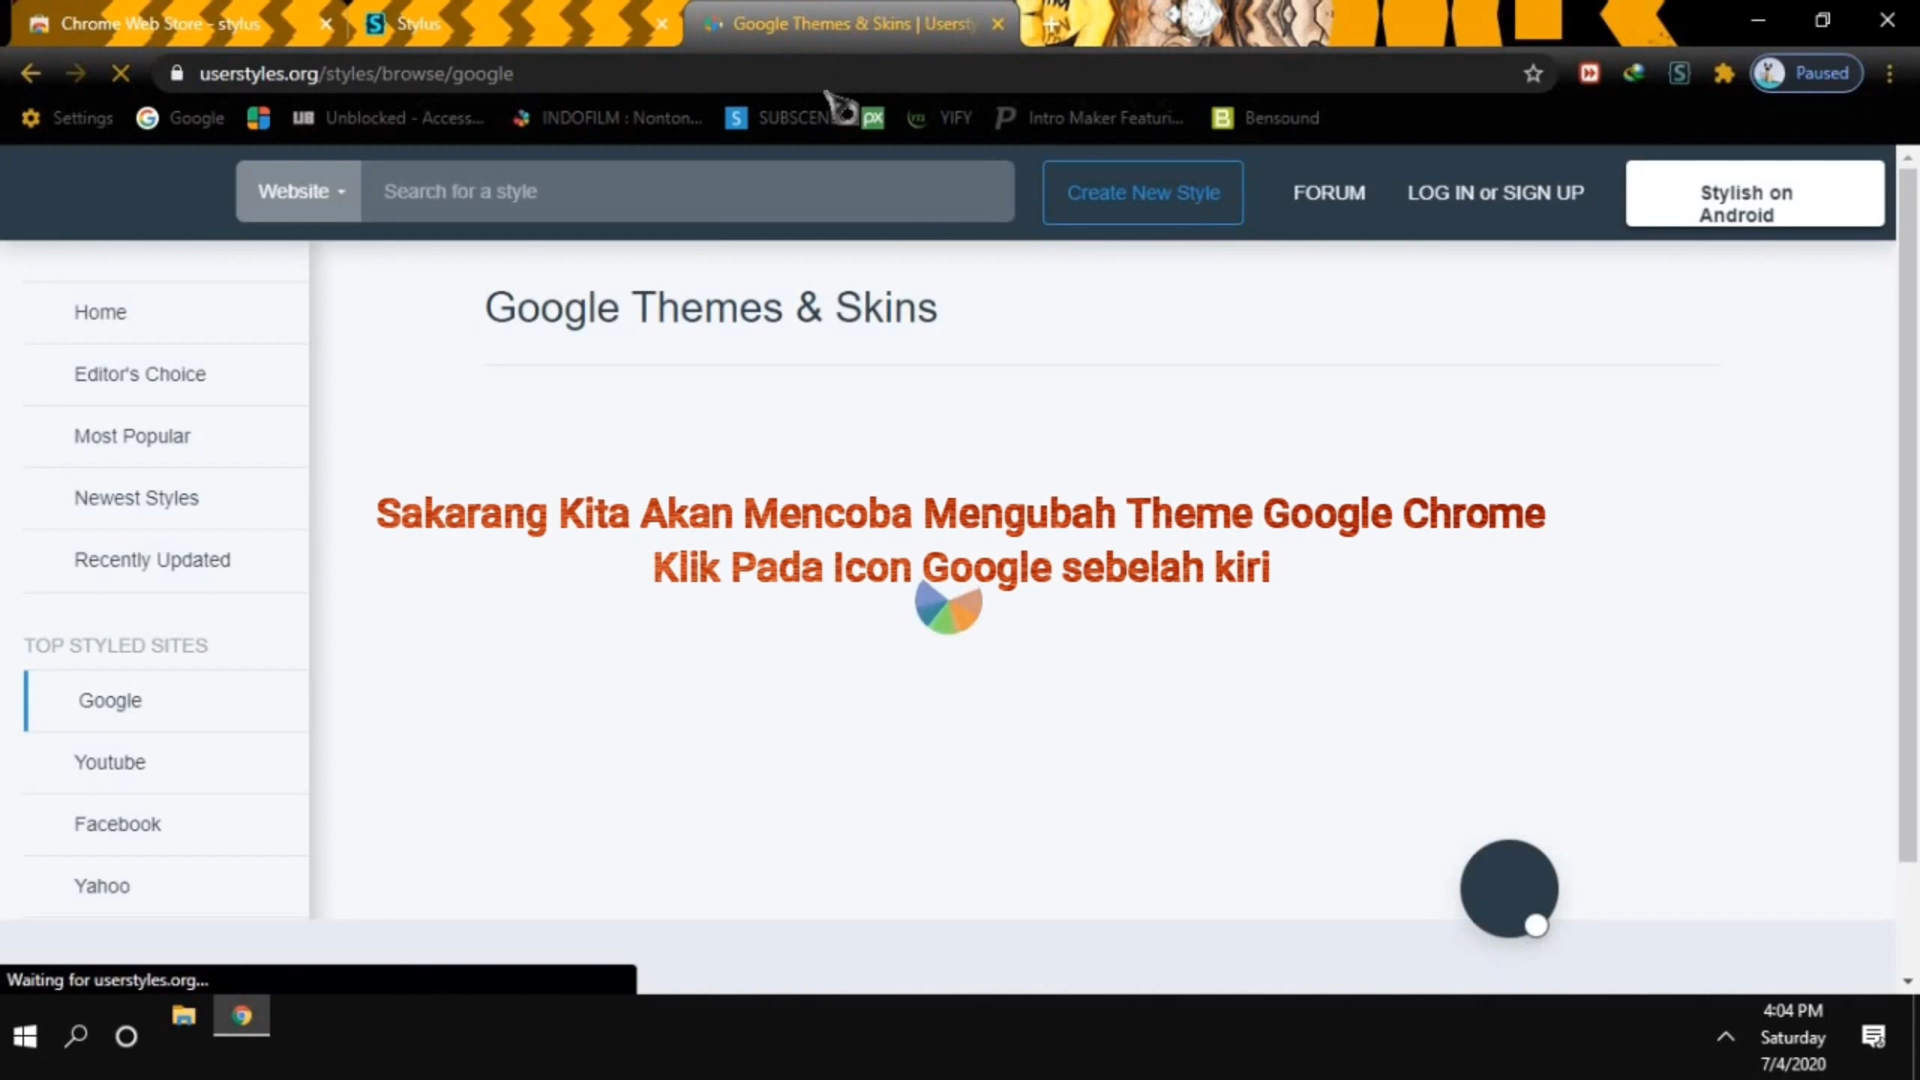 Chrome Web Store - stylus
Stylus
Google Themes & Skins | Userst
userstyles.org/styles/browse/google
Paused
Settings
Google
UB Unblocked - Access...
INDOFILM : Nonton...
S SUBSCEN
px
YIFY
Intro Maker Featuri...
B Bensound
Website
Search for a style
Create New Style
FORUM
LOG IN or SIGN UP
Stylish on
Android
Home
Editor's Choice
Most Popular
Newest Styles
Recently Updated
TOP STYLED SITES
Google
Youtube
Facebook
Yahoo
Google Themes & Skins
Sakarang Kita Akan Mencoba Mengubah Theme Google Chrome
Klik Pada Icon Google sebelah kiri
Waiting for userstyles.org...
4:04 PM
Saturday
7/4/2020